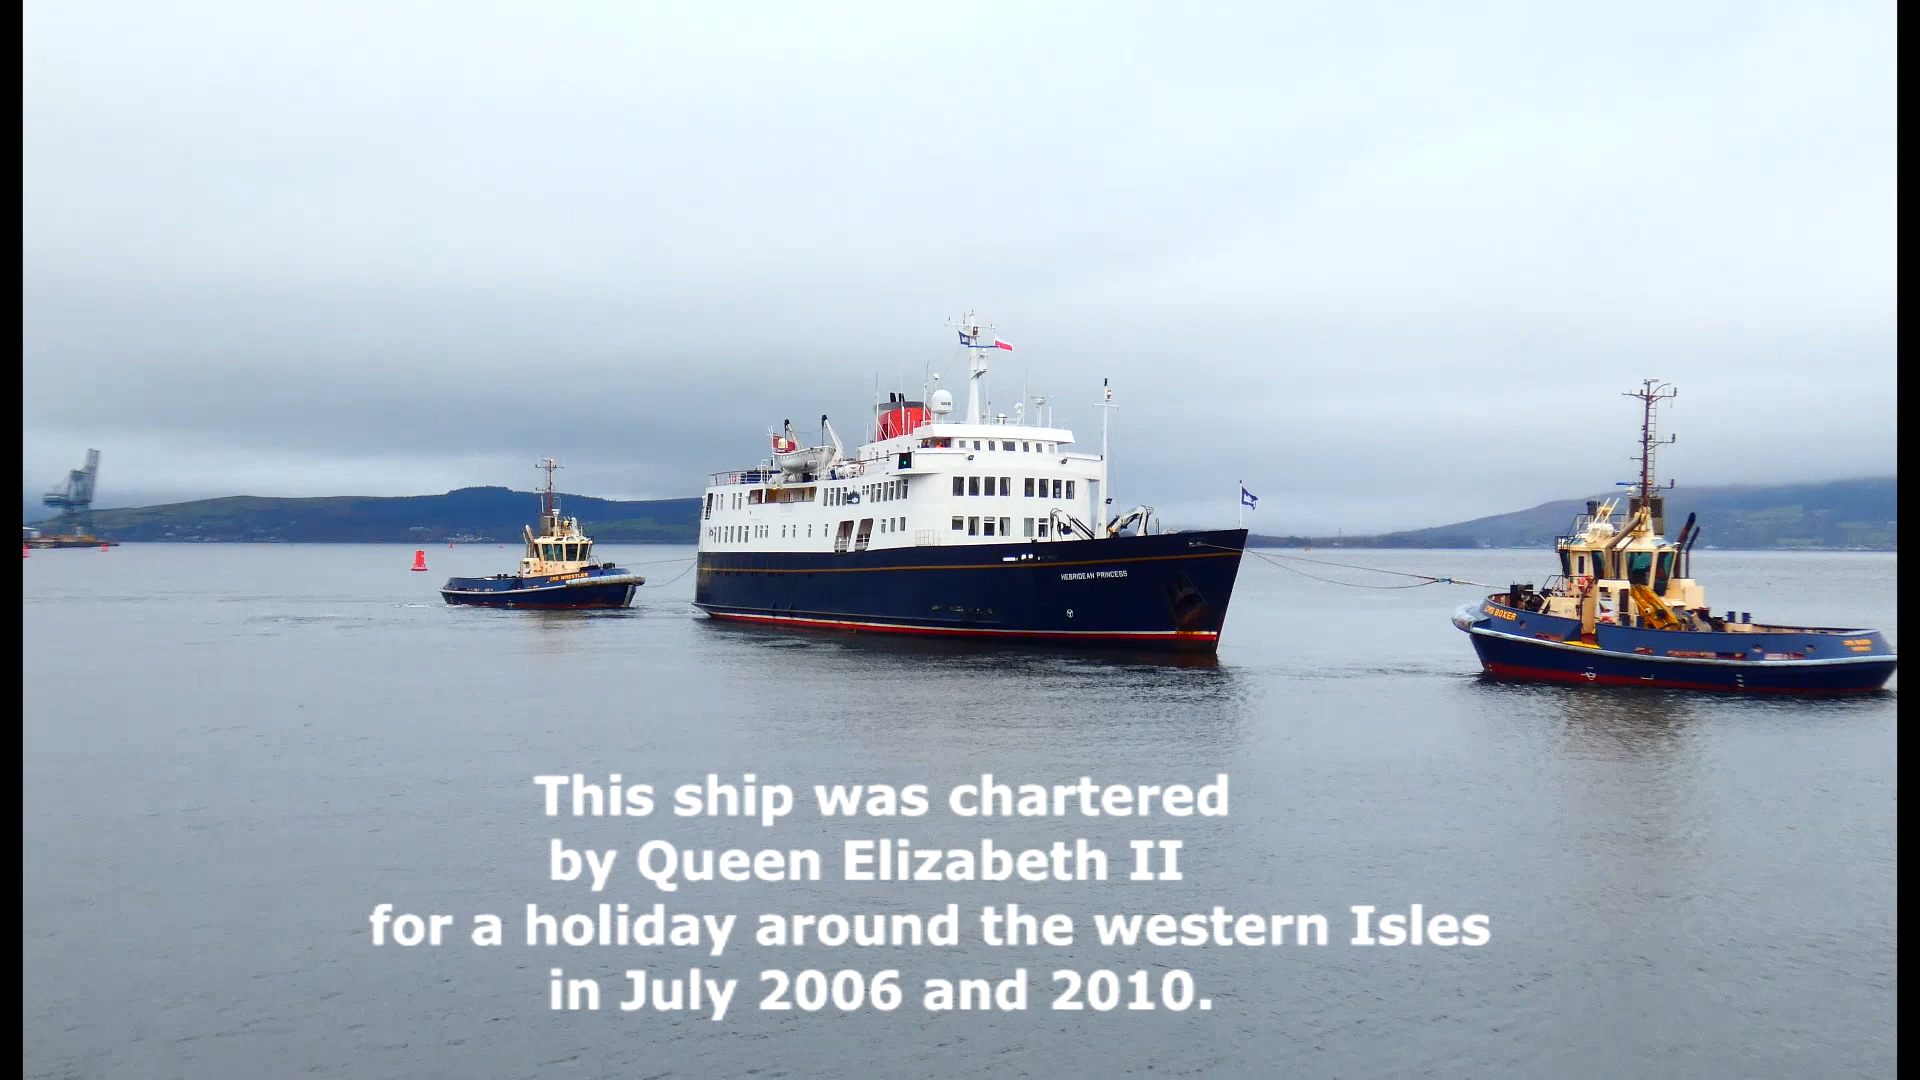 HEBRIDEAN PRINCESS
CMS WRESTLER
CMS BOXER
This ship was chartered
by Queen Elizabeth II
for a holiday around the western Isles
in July 2006 and 2010.